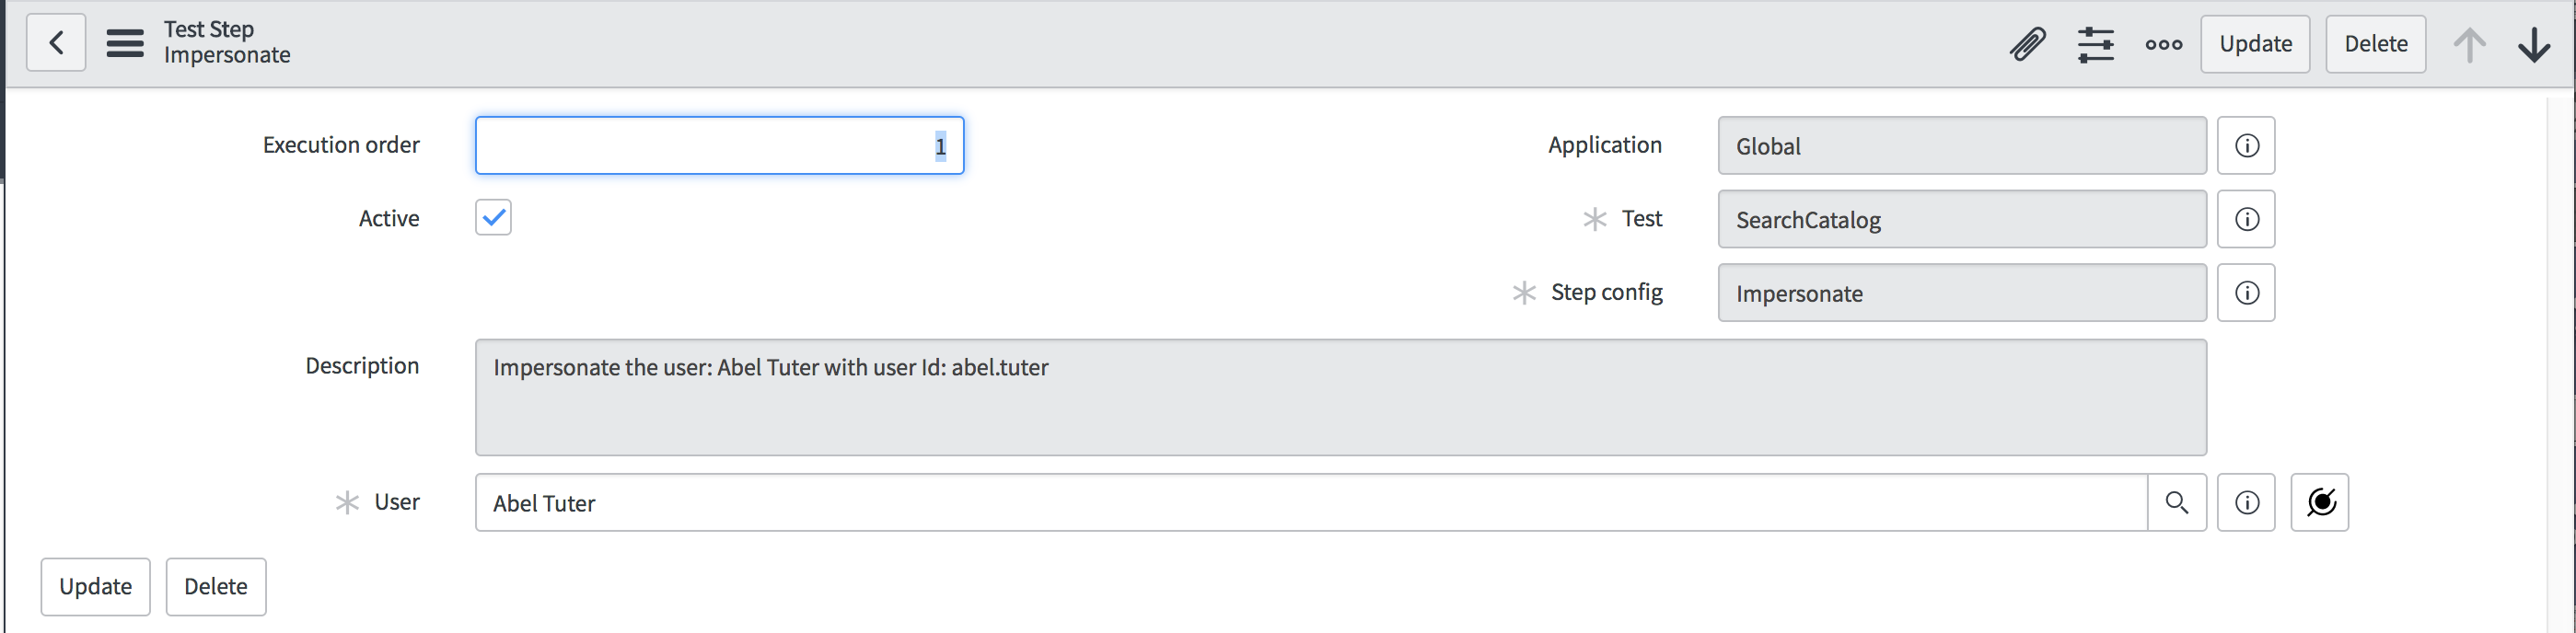 Test Step
Impersonate
Update
Delete
Execution order
1
Application
Global
Active
Test
SearchCatalog
Step config
Impersonate
Description
Impersonate the user: Abel Tuter with user Id: abel.tuter
User
Abel Tuter
Update
Delete